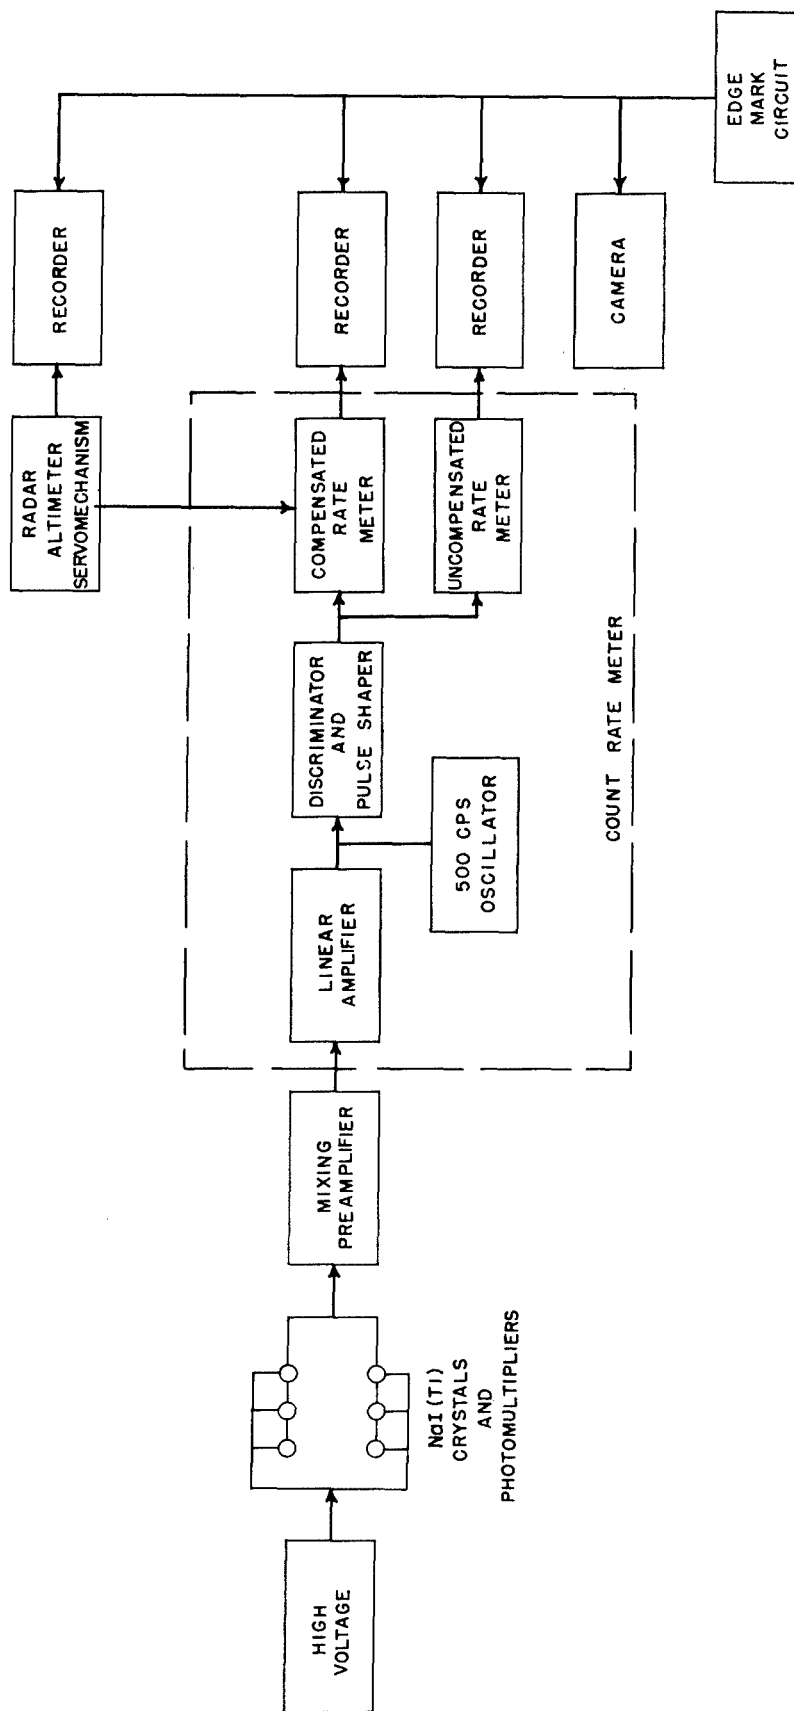 HIGH
VOLTAGE
NaI(Tl)
CRYSTALS
AND
PHOTOMULTIPLIERS
MIXING
PREAMPLIFIER
LINEAR
AMPLIFIER
500 CPS
OSCILLATOR
DISCRIMINATOR
AND
PULSE SHAPER
COUNT RATE METER
RADAR
ALTIMETER
SERVOMECHANISM
COMPENSATED
RATE
METER
UNCOMPENSATED
RATE
METER
RECORDER
RECORDER
RECORDER
CAMERA
EDGE
MARK
CIRCUIT